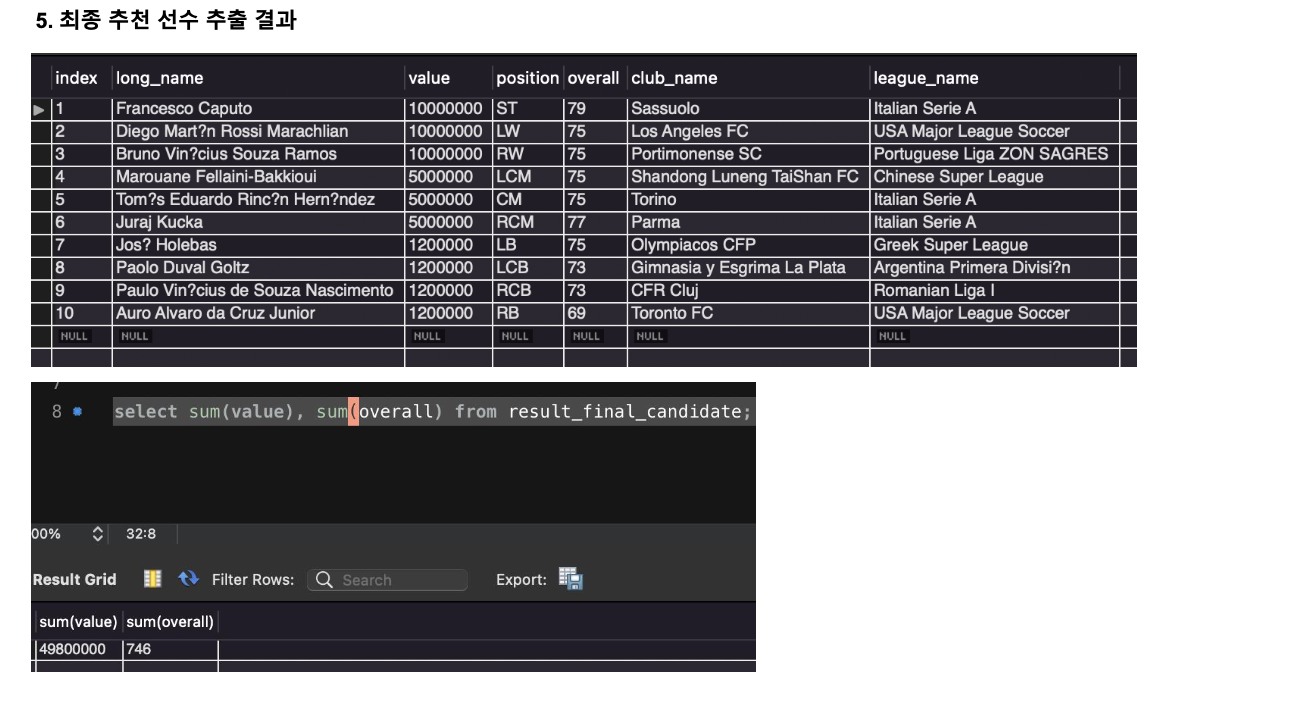 5. 최종 추천 선수 추출 결과
index long_name value position overall club_name league_name
1 Francesco Caputo 10000000 ST 79 Sassuolo Italian Serie A
2 Diego Mart?n Rossi Marachlian 10000000 LW 75 Los Angeles FC USA Major League Soccer
3 Bruno Vin?cius Souza Ramos 10000000 RW 75 Portimonense SC Portuguese Liga ZON SAGRES
4 Marouane Fellaini-Bakkioui 5000000 LCM 75 Shandong Luneng TaiShan FC Chinese Super League
5 Tom?s Eduardo Rinc?n Hern?ndez 5000000 CM 75 Torino Italian Serie A
6 Juraj Kucka 5000000 RCM 77 Parma Italian Serie A
7 Jos? Holebas 1200000 LB 75 Olympiacos CFP Greek Super League
8 Paolo Duval Goltz 1200000 LCB 73 Gimnasia y Esgrima La Plata Argentina Primera Divisi?n
9 Paulo Vin?cius de Souza Nascimento 1200000 RCB 73 CFR Cluj Romanian Liga I
10 Auro Alvaro da Cruz Junior 1200000 RB 69 Toronto FC USA Major League Soccer
NULL NULL NULL NULL NULL NULL NULL
8 select sum(value), sum(overall) from result_final_candidate;
00% 32:8
Result Grid Filter Rows: Search Export:
sum(value) sum(overall)
49800000 746